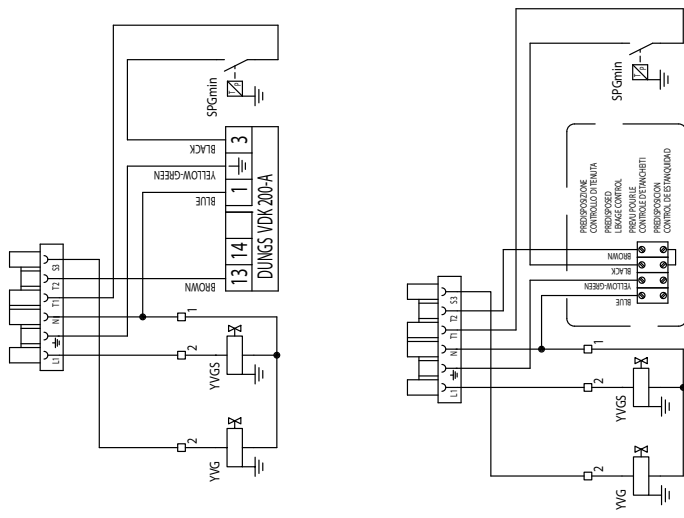 SPGmin
T p
BLACK
YELLOW-GREEN
BLUE
BROWN
3
1
14
13
DUNGS VDK 200-A
S3
T2
T1
N
L1
1
2
YVGS
2
YVG
SPGmin
T p
PREDISPOSIZIONE
CONTROLLO DI TENUTA
PREDISPOSED
LEKAGE CONTROL
PREVU POUR LE
CONTROLE D'ETANCHEITI
PREDISPOSICION
CONTROL DE ESTANQUIDAD
BROWN
BLACK
YELLOW-GREEN
BLUE
S3
T2
T1
N
L1
1
2
YVGS
2
YVG